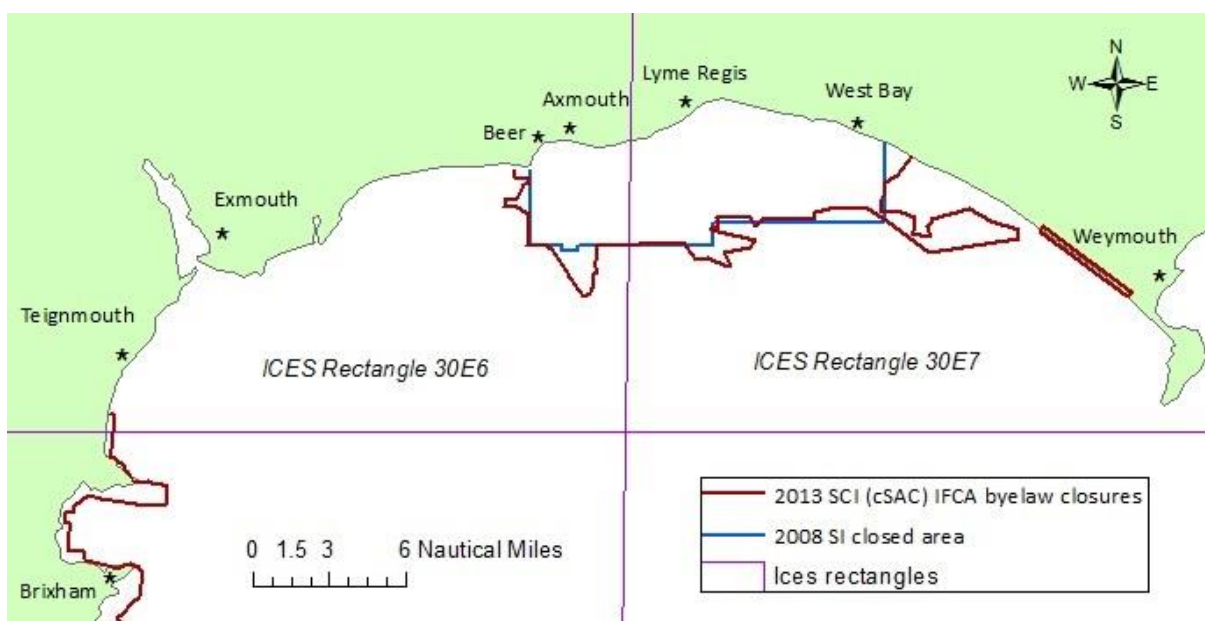 N
W E
S
Lyme Regis
West Bay
Axmouth
Beer
Exmouth
Weymouth
Teignmouth
ICES Rectangle 30E6
ICES Rectangle 30E7
2013 SCI (cSAC) IFCA byelaw closures
2008 SI closed area
Ices rectangles
0 1.5 3 6 Nautical Miles
Brixham